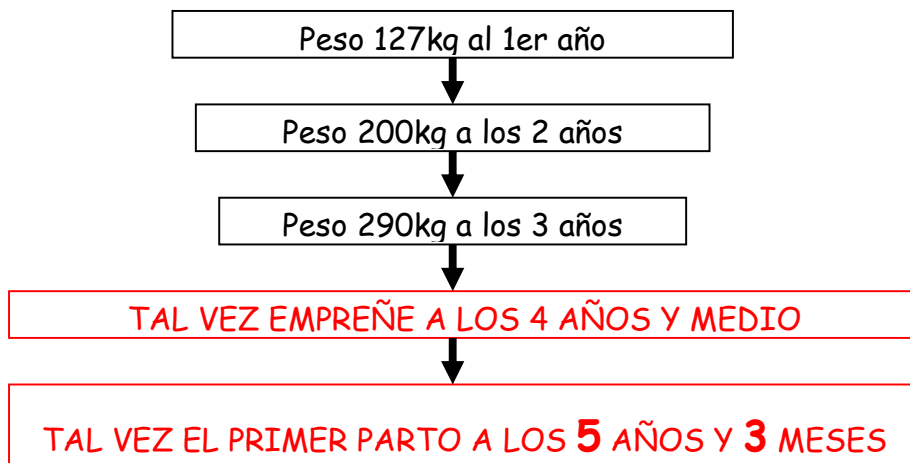 Peso 127kg al 1er año
Peso 200kg a los 2 años
Peso 290kg a los 3 años
TAL VEZ EMPREÑE A LOS 4 AÑOS Y MEDIO
TAL VEZ EL PRIMER PARTO A LOS 5 AÑOS Y 3 MESES